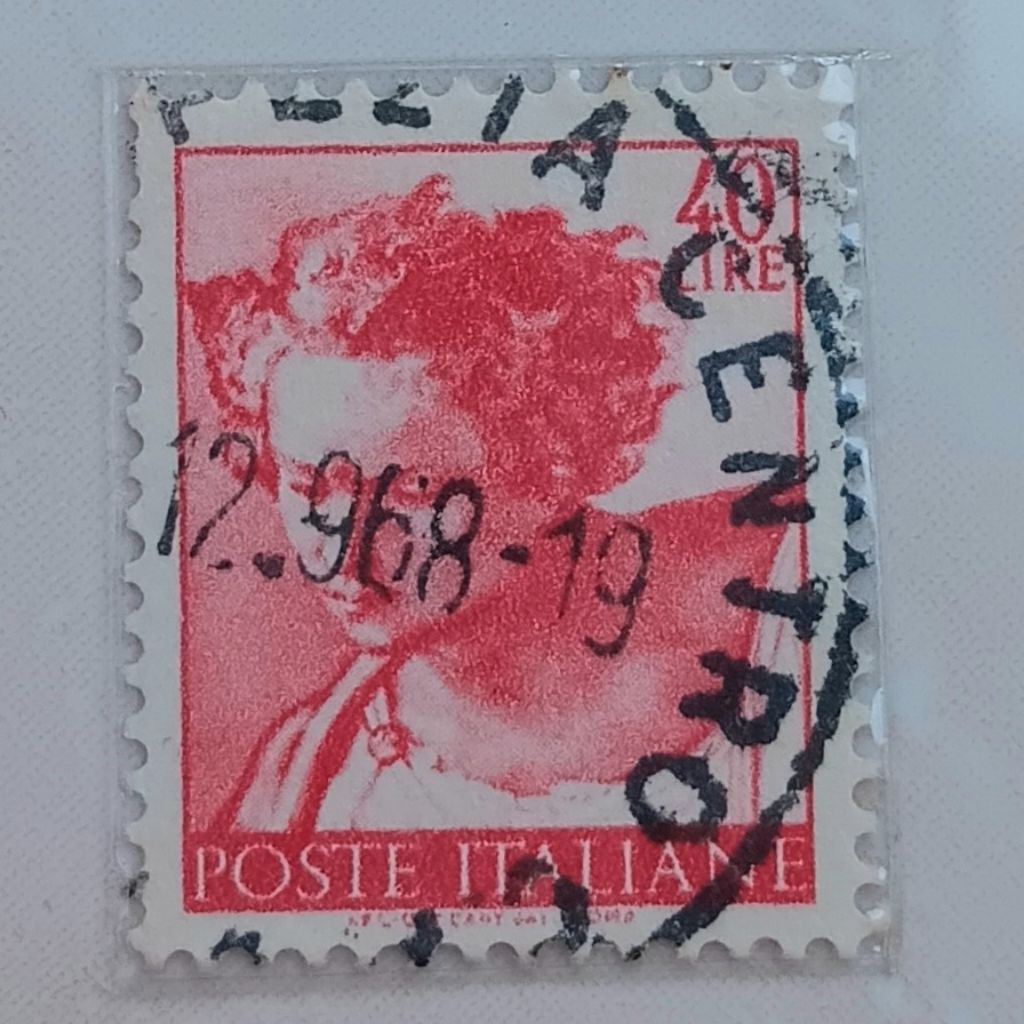 40
LIRE
CENTRO
12..968-19
POSTE ITALIANE